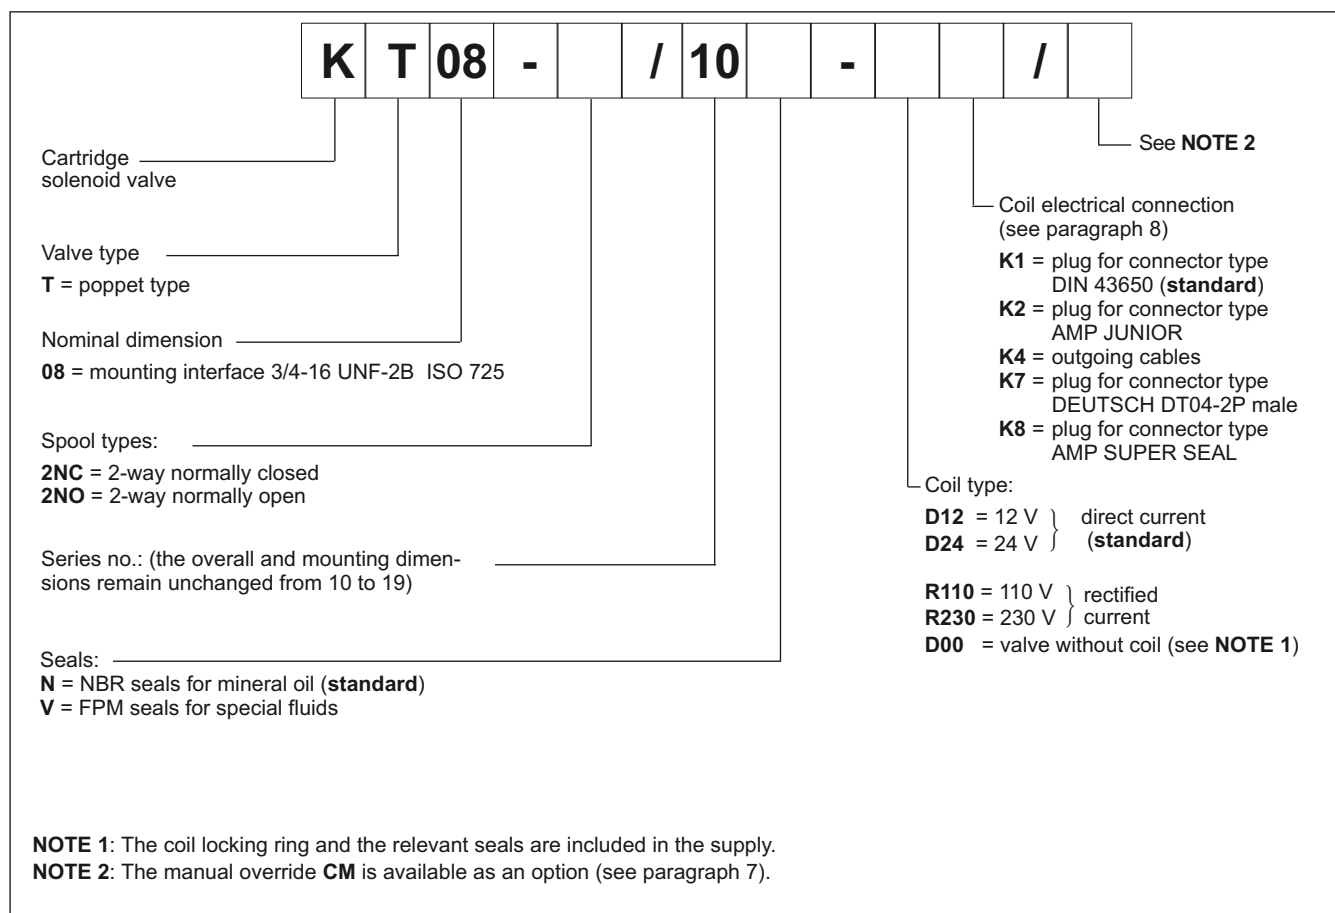 K T 08 - / 10 - /
Cartridge
solenoid valve
Valve type
T = poppet type
Nominal dimension
08 = mounting interface 3/4-16 UNF-2B ISO 725
Spool types:
2NC = 2-way normally closed
2NO = 2-way normally open
Series no.: (the overall and mounting dimen-
sions remain unchanged from 10 to 19)
Seals:
N = NBR seals for mineral oil (standard)
V = FPM seals for special fluids
See NOTE 2
Coil electrical connection
(see paragraph 8)
K1 = plug for connector type
DIN 43650 (standard)
K2 = plug for connector type
AMP JUNIOR
K4 = outgoing cables
K7 = plug for connector type
DEUTSCH DT04-2P male
K8 = plug for connector type
AMP SUPER SEAL
Coil type:
D12 = 12 V direct current
D24 = 24 V (standard)
R110 = 110 V rectified
R230 = 230 V current
D00 = valve without coil (see NOTE 1)
NOTE 1: The coil locking ring and the relevant seals are included in the supply.
NOTE 2: The manual override CM is available as an option (see paragraph 7).